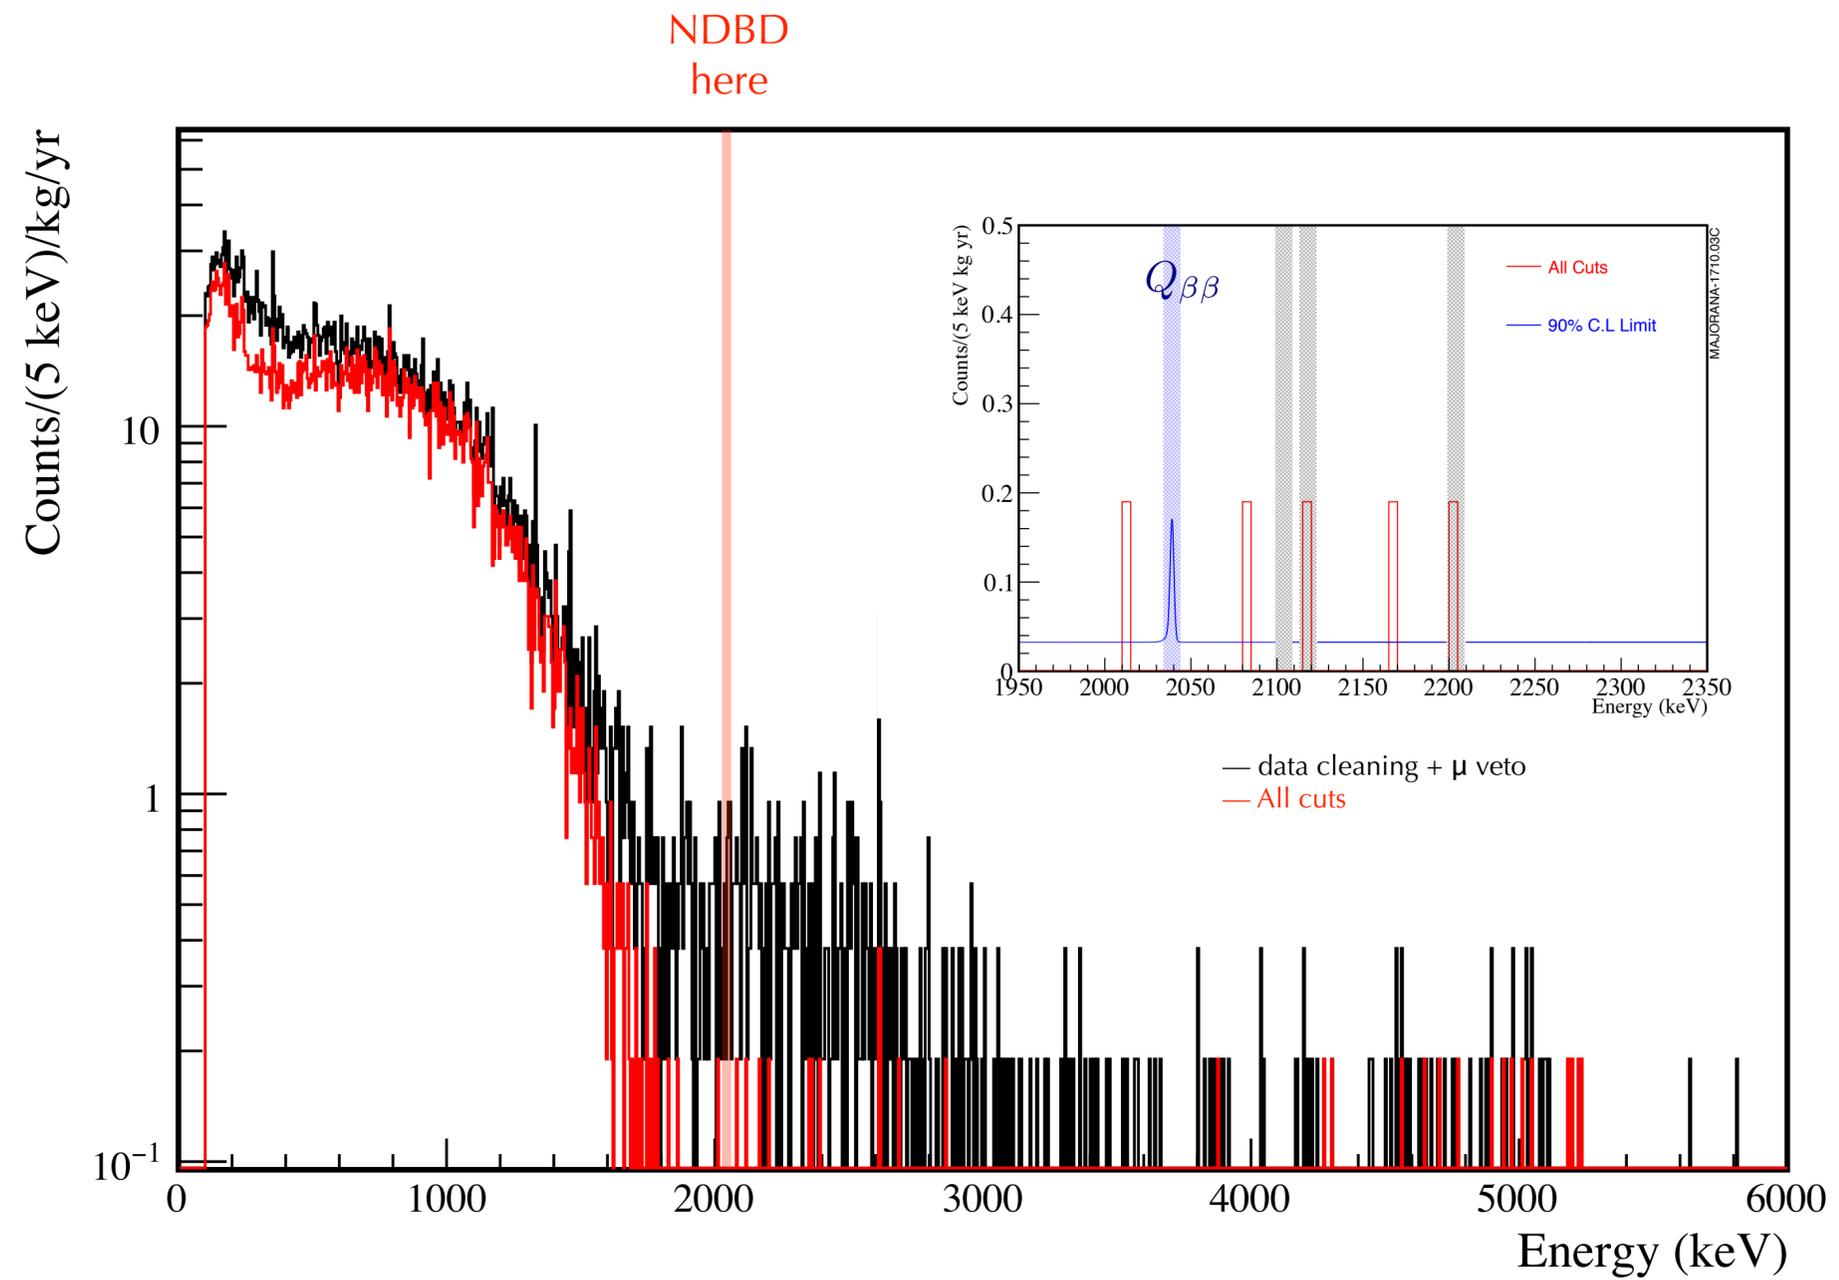 NDBD
here
Counts/(5 keV)/kg/yr
10
1
10⁻¹
0 1000 2000 3000 4000 5000 6000
Energy (keV)
Counts/(5 keV kg yr)
0.5
0.4
0.3
0.2
0.1
0
Qββ
All Cuts
90% C.L Limit
MAJORANA-1710.03C
1950 2000 2050 2100 2150 2200 2250 2300 2350
Energy (keV)
— data cleaning + µ veto
— All cuts